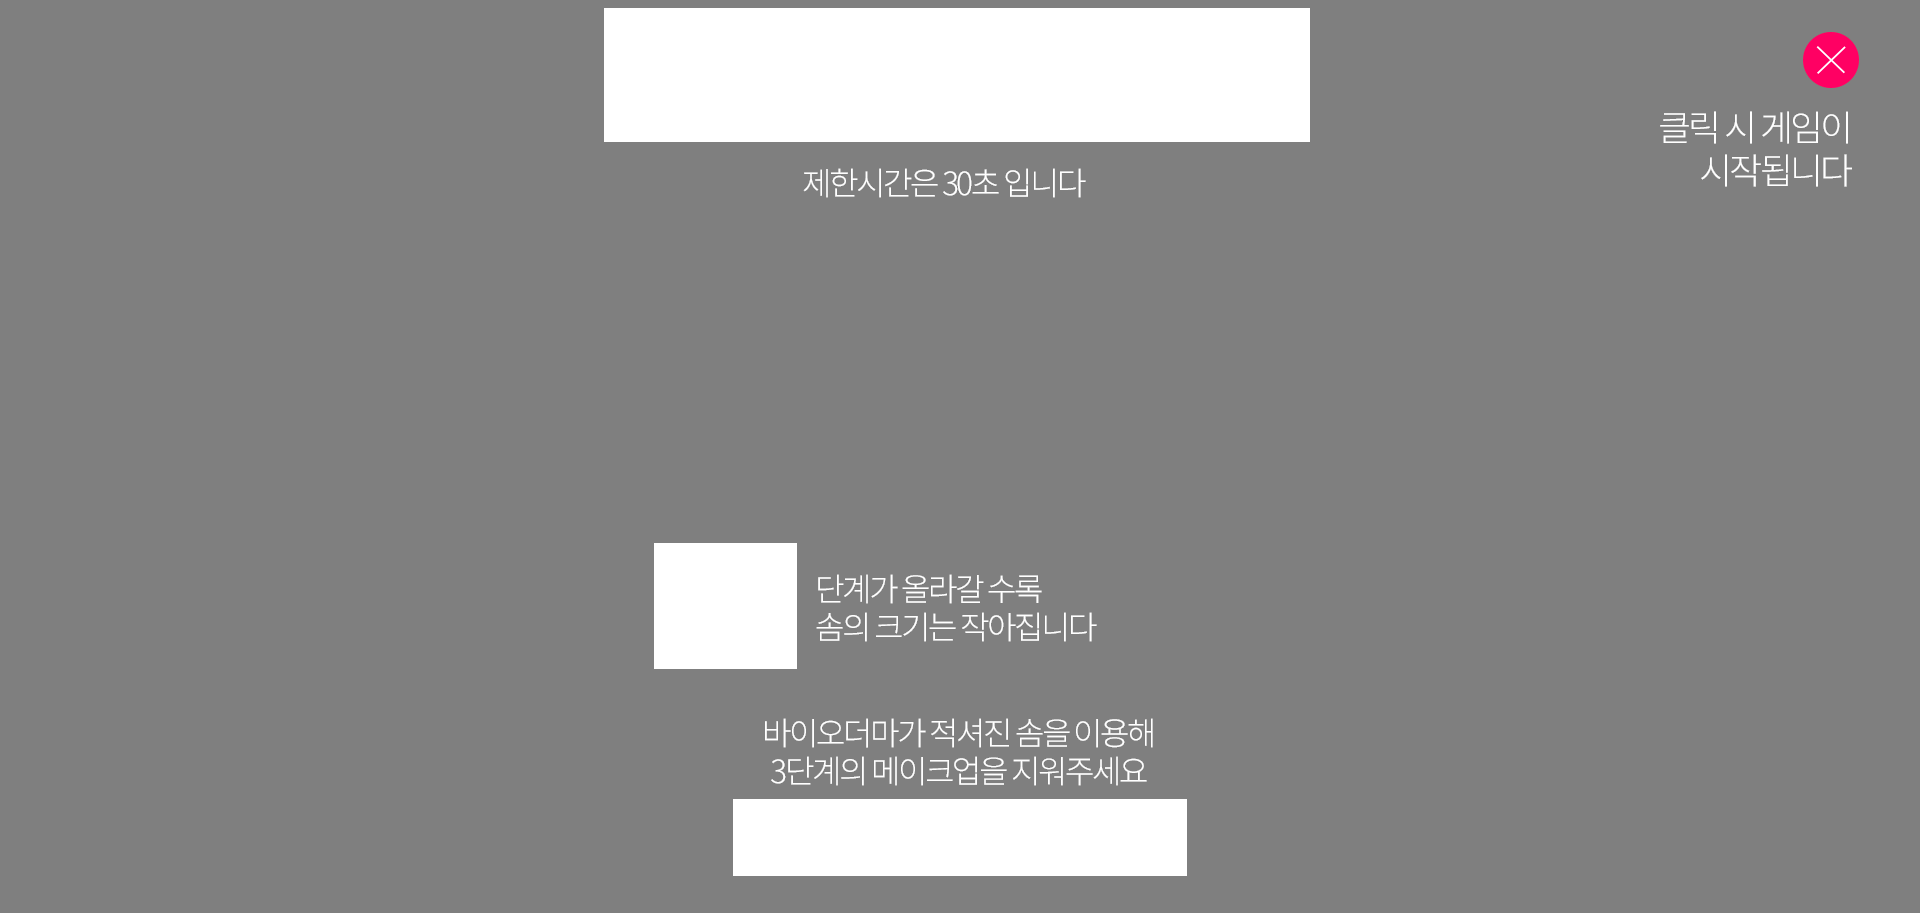 클릭 시 게임이
시작됩니다
제한시간은 30초 입니다
단계가 올라갈 수록
솜의 크기는 작아집니다
바이오더마가 적셔진 솜을 이용해
3단계의 메이크업을 지워주세요